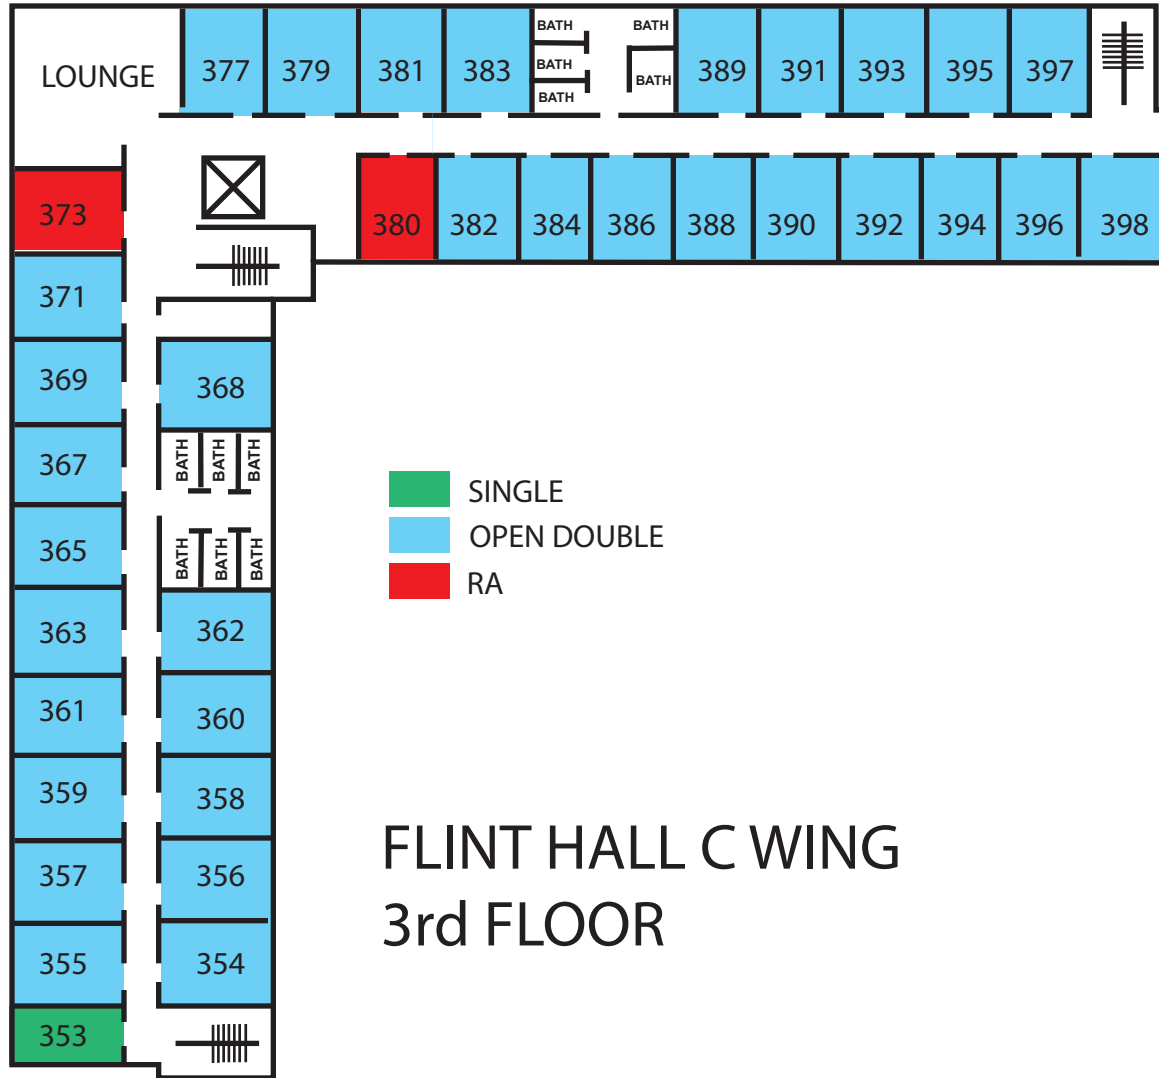 LOUNGE
377 379 381 383
BATH
BATH
BATH
BATH
BATH
389 391 393 395 397
373
380 382 384 386 388 390 392 394 396 398
371
369
368
367
BATH BATH BATH
365
BATH BATH BATH
363
362
361
360
359
358
357
356
355
354
353
SINGLE
OPEN DOUBLE
RA
FLINT HALL C WING
3rd FLOOR